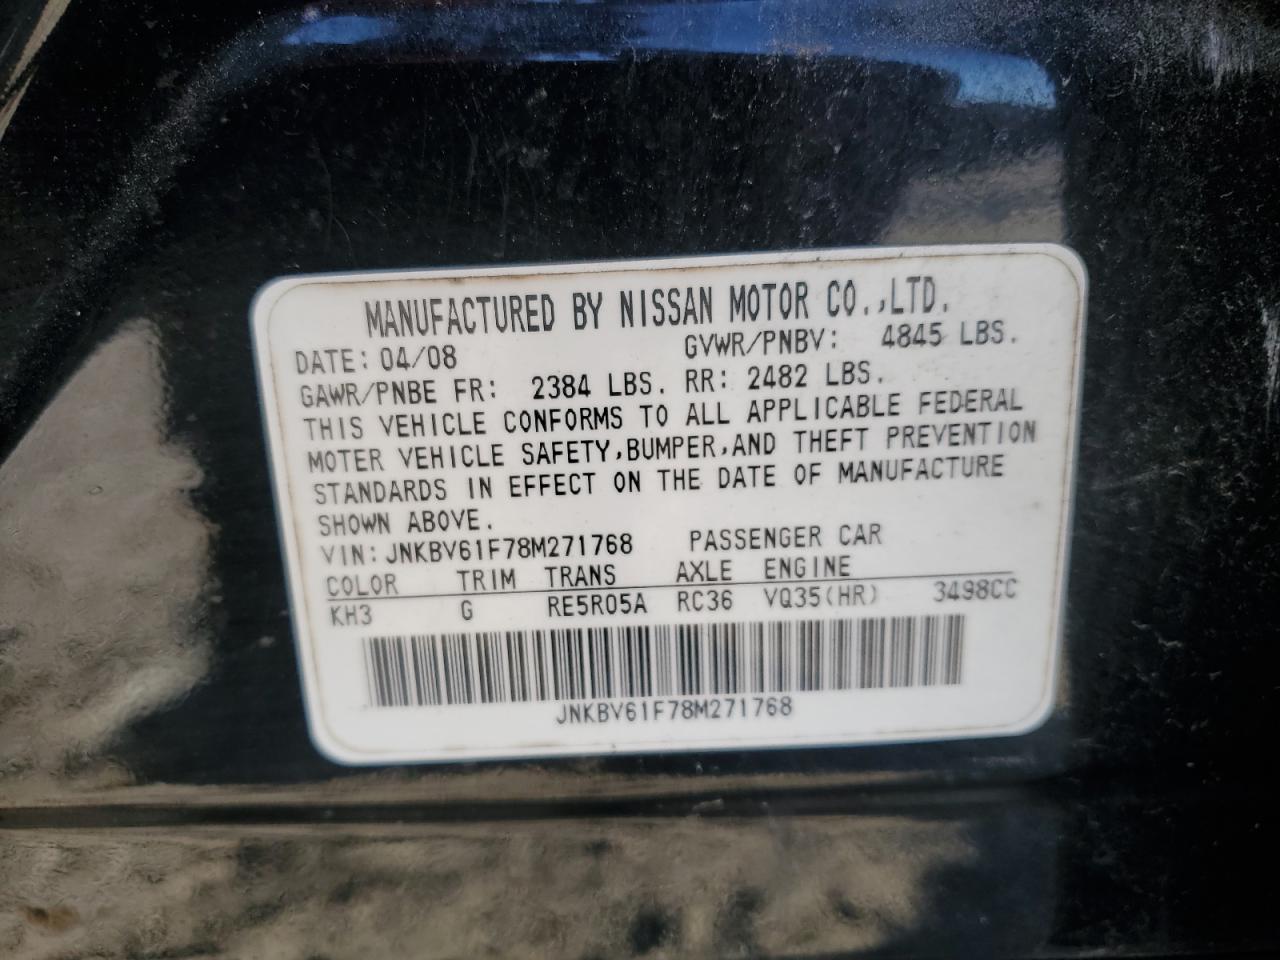 MANUFACTURED BY NISSAN MOTOR CO.,LTD.
DATE: 04/08 GVWR/PNBV: 4845 LBS.
GAWR/PNBE FR: 2384 LBS. RR: 2482 LBS.
THIS VEHICLE CONFORMS TO ALL APPLICABLE FEDERAL
MOTER VEHICLE SAFETY,BUMPER,AND THEFT PREVENTION
STANDARDS IN EFFECT ON THE DATE OF MANUFACTURE
SHOWN ABOVE.
VIN: JNKBV61F78M271768 PASSENGER CAR
COLOR TRIM TRANS AXLE ENGINE
KH3 G RE5R05A RC36 VQ35(HR) 3498CC
JNKBV61F78M271768